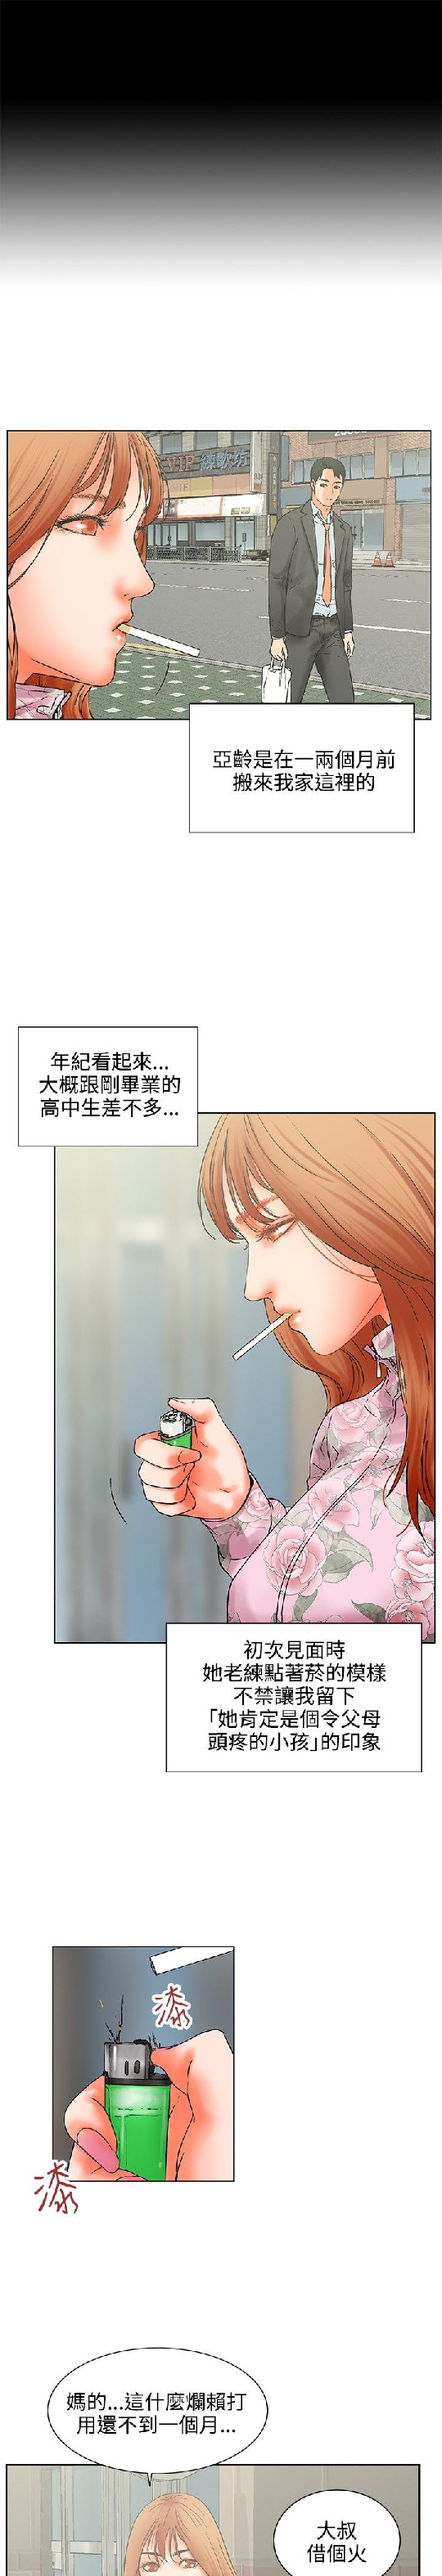 VIP 練歌坊
亞齡是在一兩個月前
搬來我家這裡的
年紀看起來...
大概跟剛畢業的
高中生差不多...
初次見面時
她老練點著菸的模樣
不禁讓我留下
「她肯定是個令父母
頭疼的小孩」的印象
漆
漆
媽的...這什麼爛賴打
用還不到一個月...
大叔
借個火